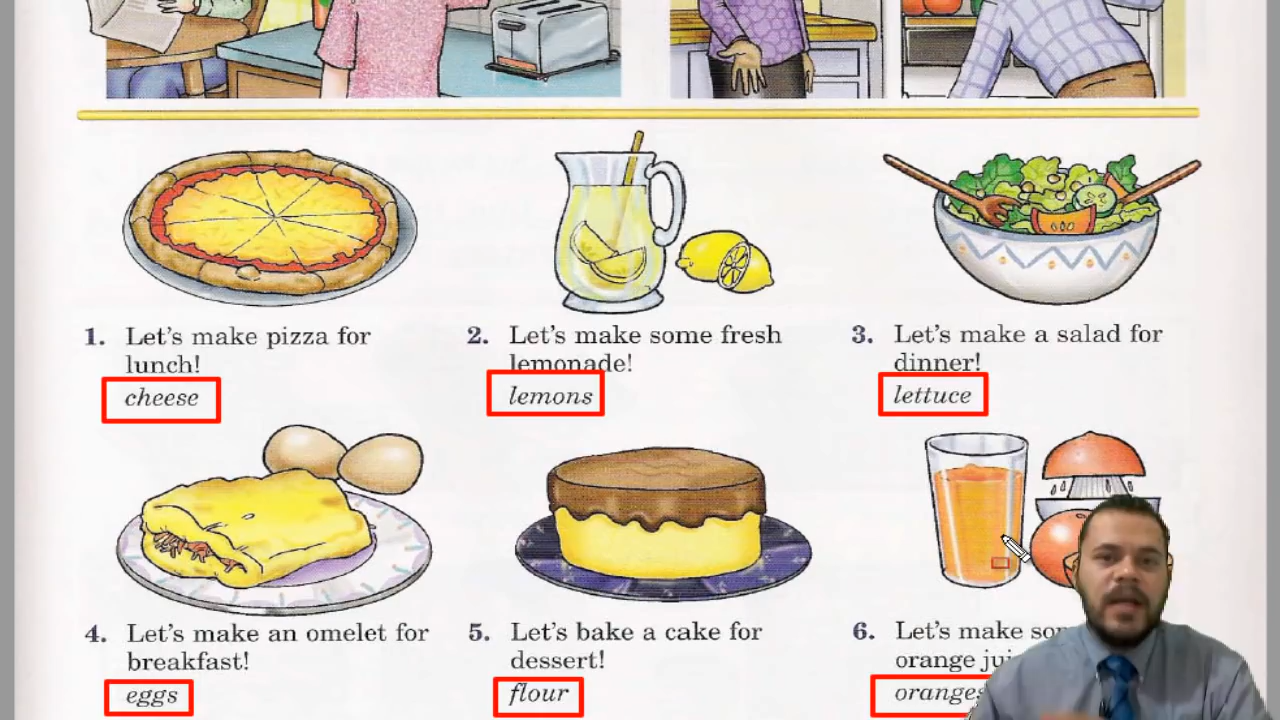 1. Let's make pizza for
lunch!
cheese
2. Let's make some fresh
lemonade!
lemons
3. Let's make a salad for
dinner!
lettuce
4. Let's make an omelet for
breakfast!
eggs
5. Let's bake a cake for
dessert!
flour
6. Let's make
orange
oranges